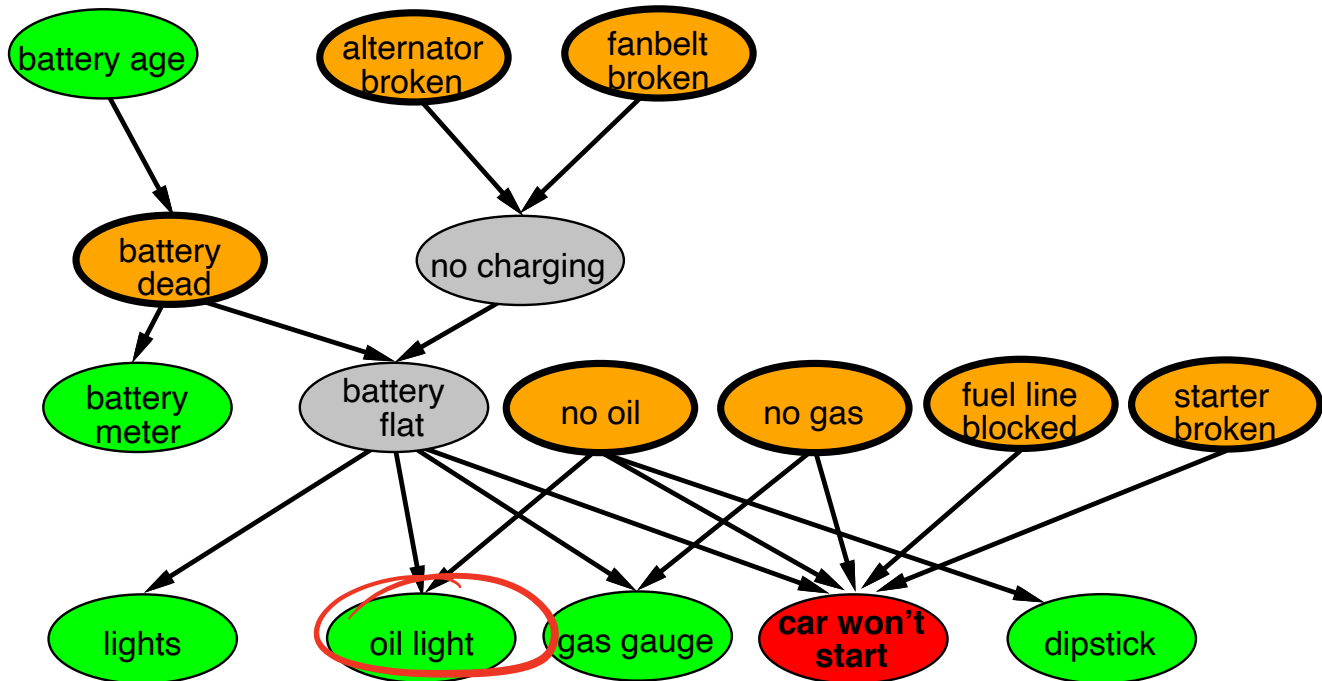 battery age
alternator
broken
fanbelt
broken
battery
dead
no charging
battery
meter
battery
flat
no oil
no gas
fuel line
blocked
starter
broken
lights
oil light
gas gauge
car won't
start
dipstick